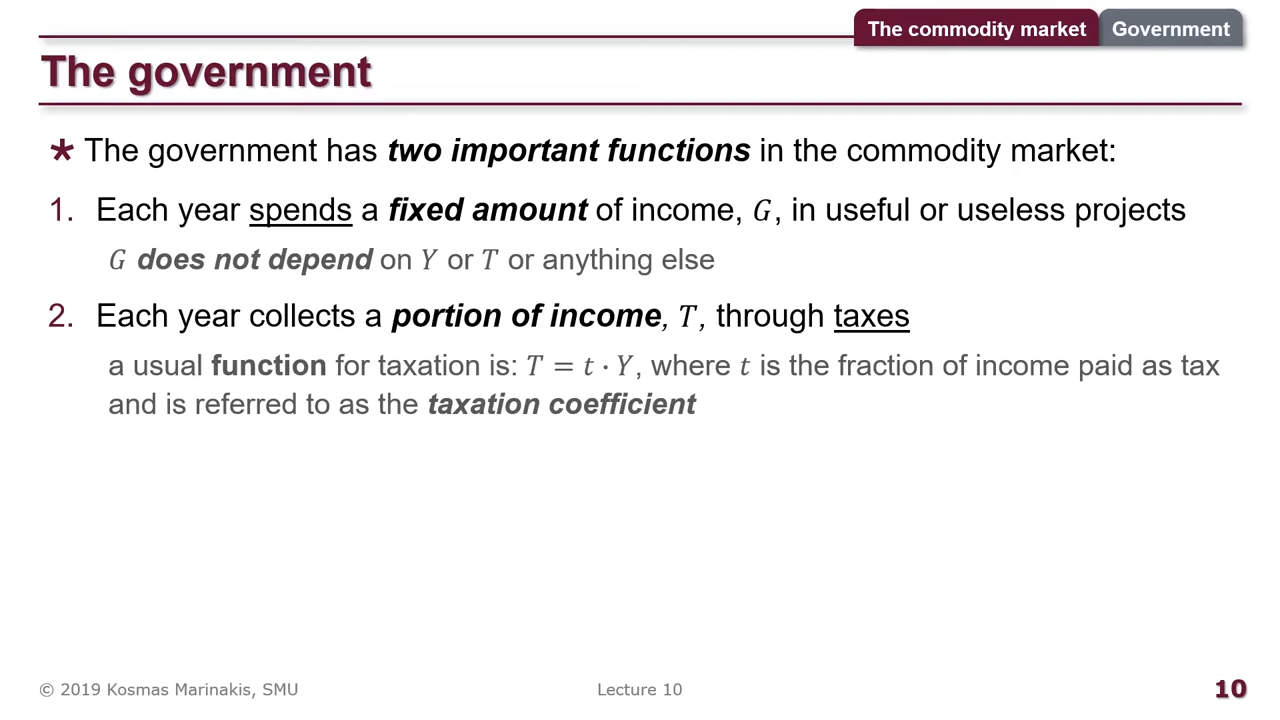 The commodity market Government
The government
* The government has two important functions in the commodity market:
1. Each year spends a fixed amount of income, G, in useful or useless projects
G does not depend on Y or T or anything else
2. Each year collects a portion of income, T, through taxes
a usual function for taxation is: T = t · Y, where t is the fraction of income paid as tax
and is referred to as the taxation coefficient
© 2019 Kosmas Marinakis, SMU Lecture 10 10